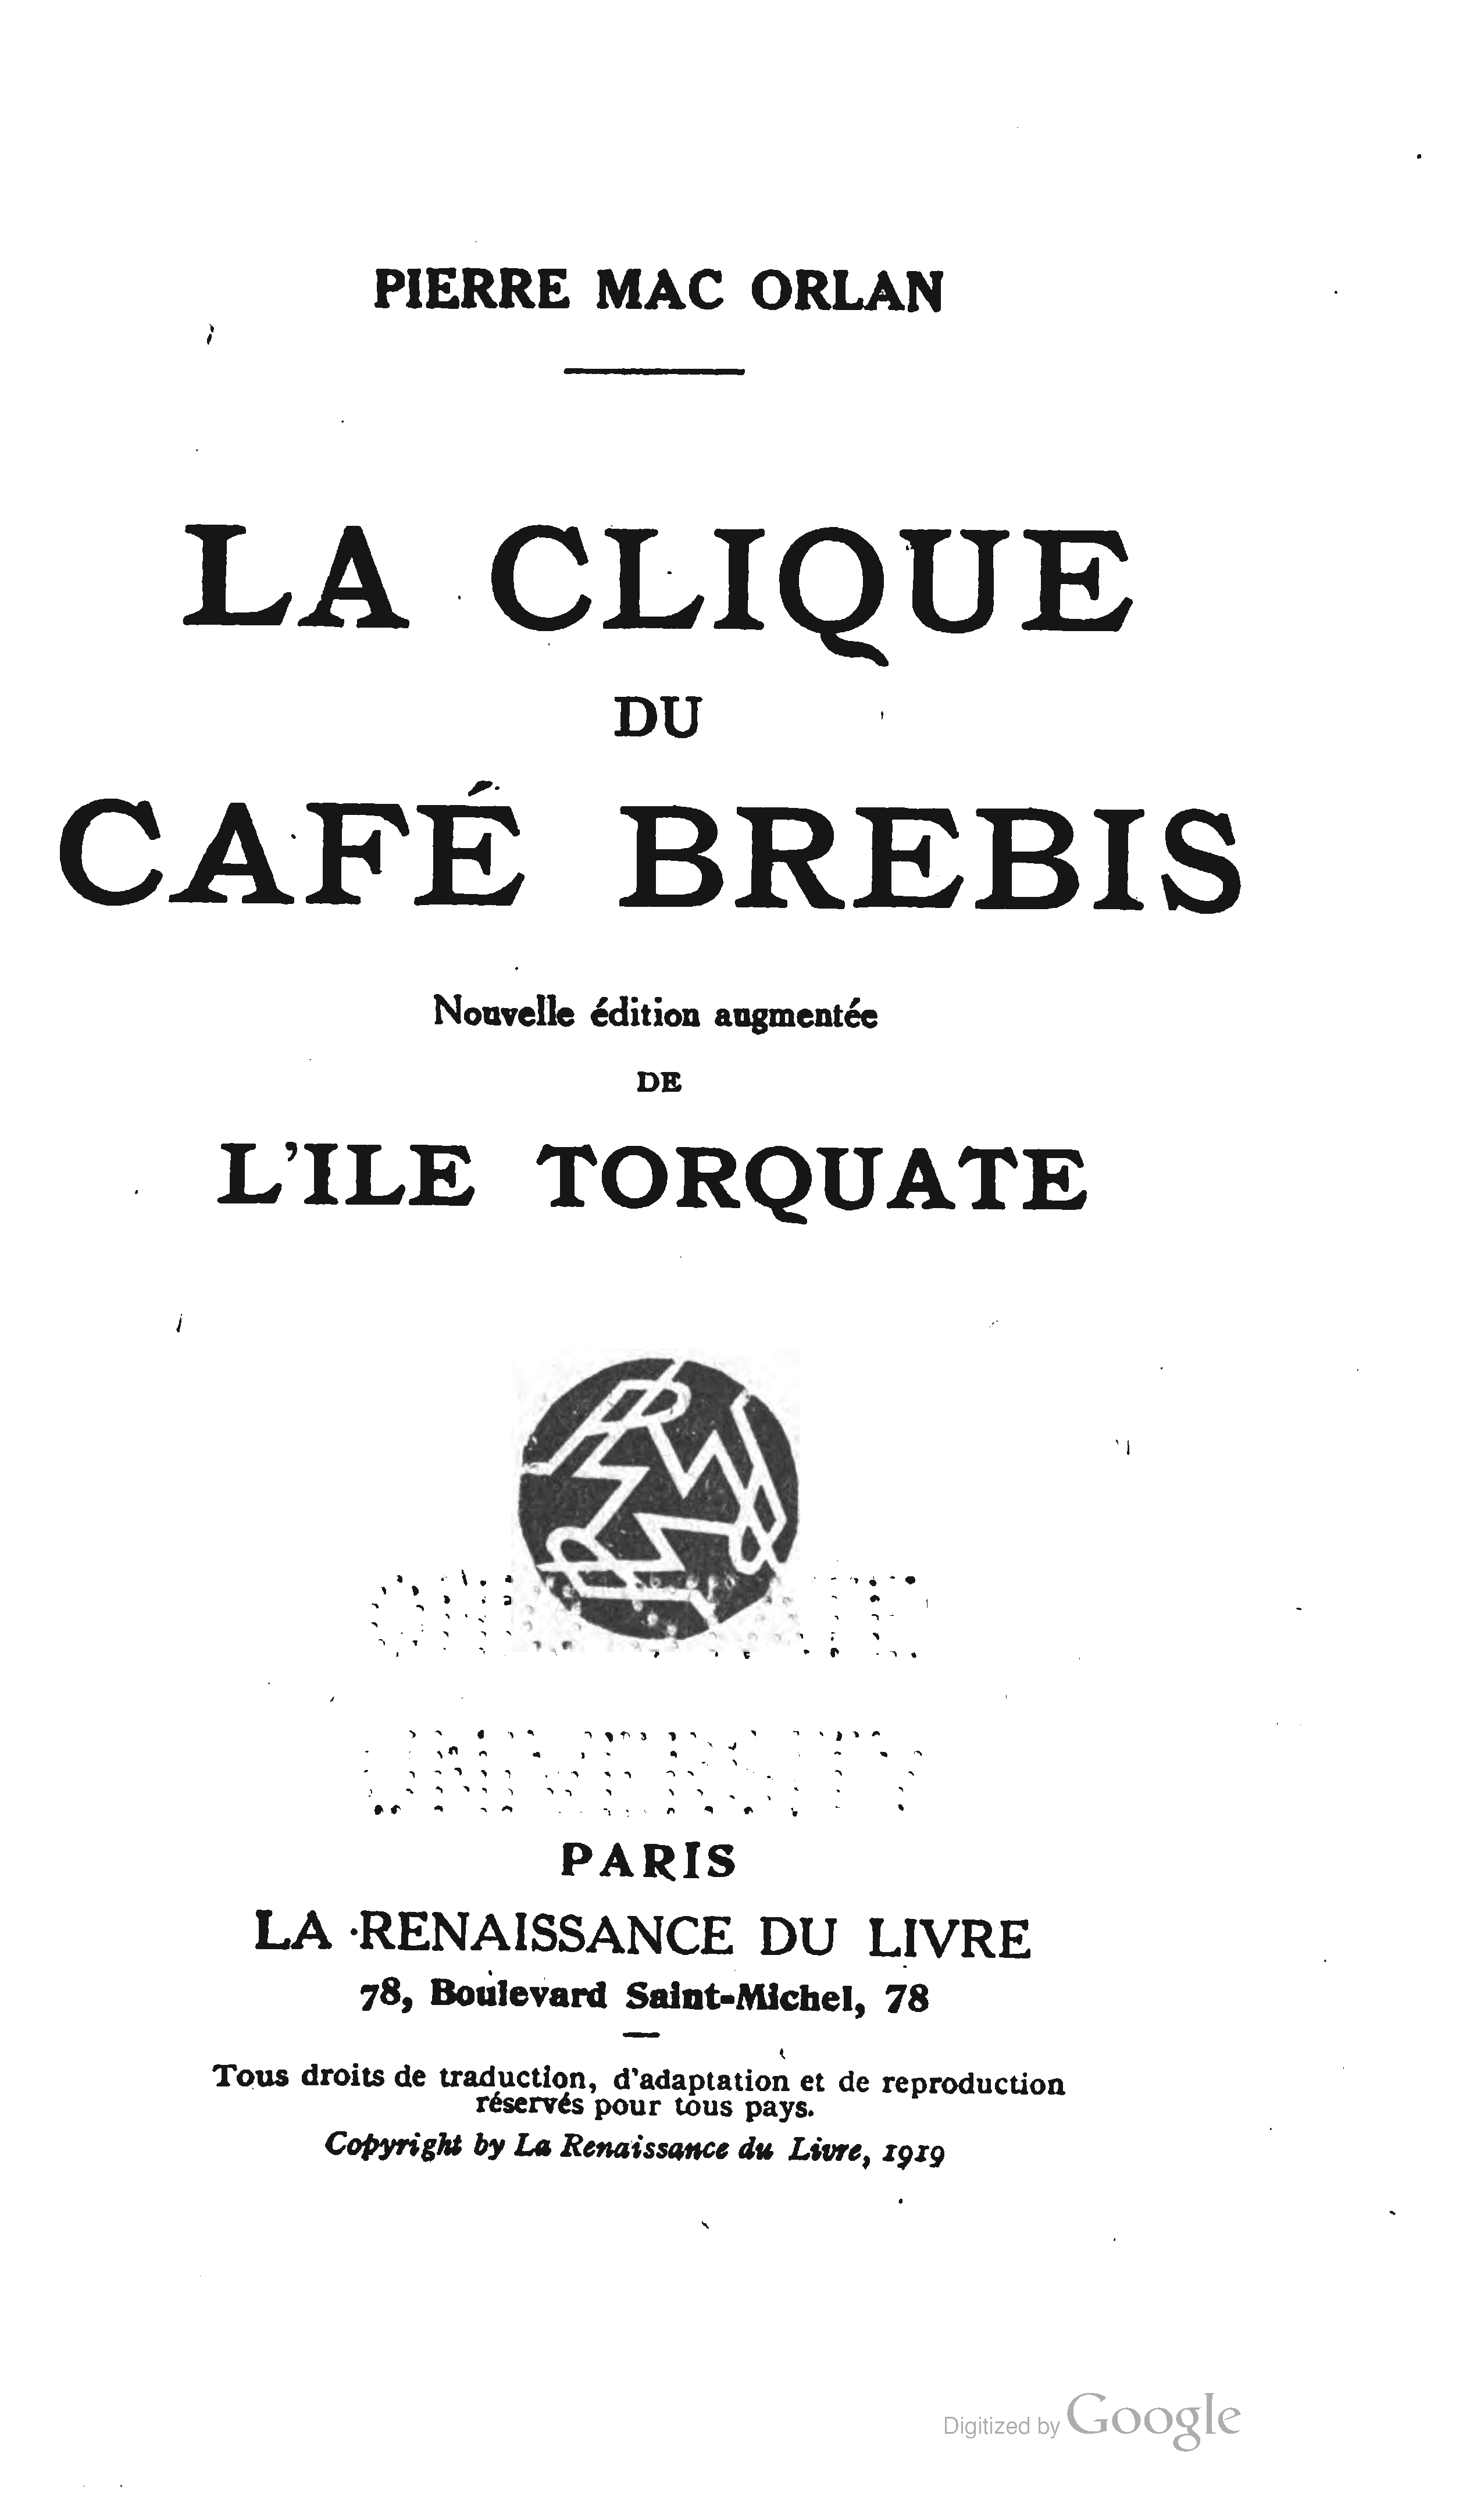 PIERRE MAC ORLAN
LA CLIQUE
DU
CAFÉ BREBIS
Nouvelle édition augmentée
DE
L'ILE TORQUATE
UNIVERSITY
PARIS
LA RENAISSANCE DU LIVRE
78, Boulevard Saint-Michel, 78
Tous droits de traduction, d'adaptation et de reproduction
réservés pour tous pays.
Copyright by La Renaissance du Livre, 1919
Digitized by Google